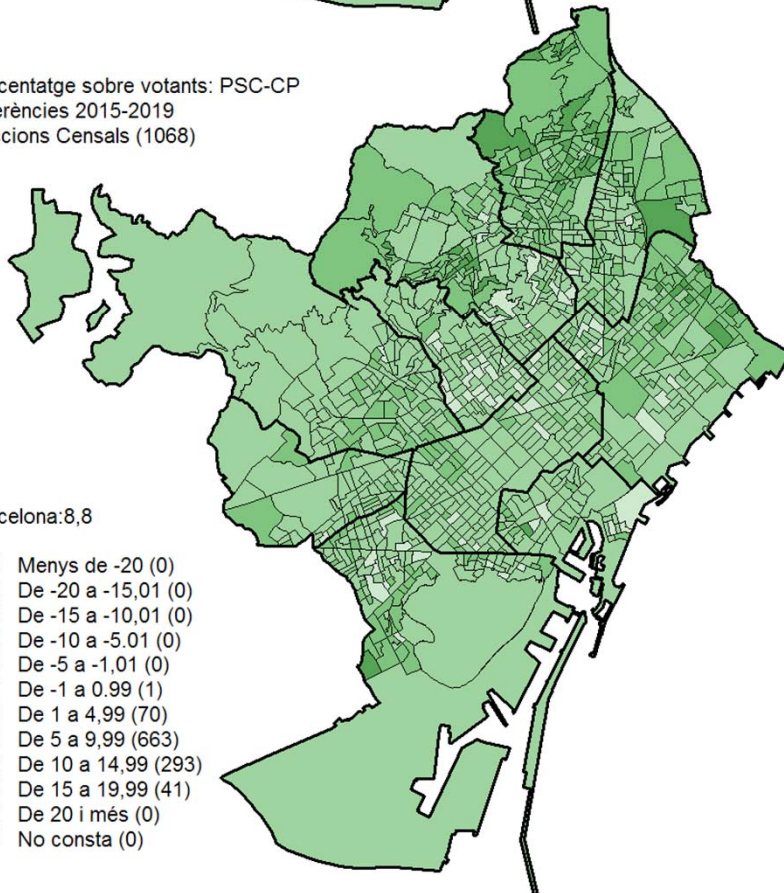 centatge sobre votants: PSC-CP
erències 2015-2019
ccions Censals (1068)
celona:8,8
Menys de -20 (0)
De -20 a -15,01 (0)
De -15 a -10,01 (0)
De -10 a -5.01 (0)
De -5 a -1,01 (0)
De -1 a 0.99 (1)
De 1 a 4,99 (70)
De 5 a 9,99 (663)
De 10 a 14,99 (293)
De 15 a 19,99 (41)
De 20 i més (0)
No consta (0)